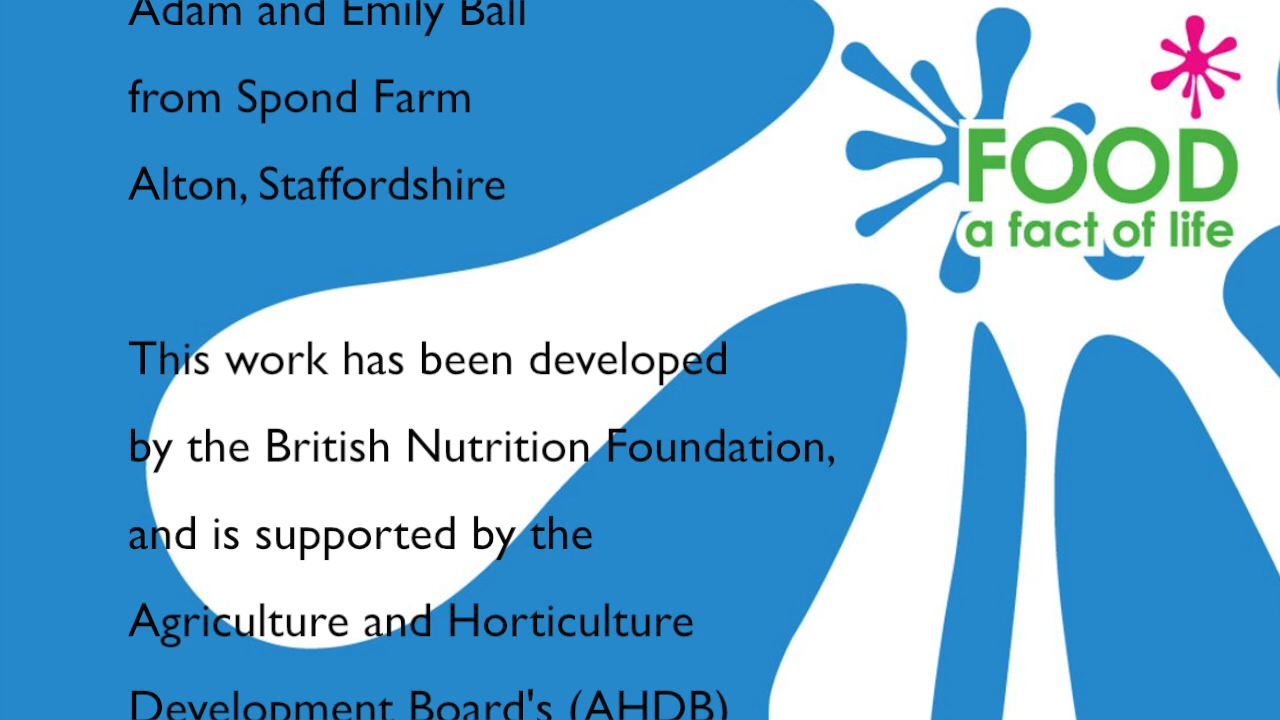 Adam and Emily Ball
from Spond Farm
Alton, Staffordshire
This work has been developed
by the British Nutrition Foundation,
and is supported by the
Agriculture and Horticulture
Development Board's (AHDB)
FOOD
a fact of life